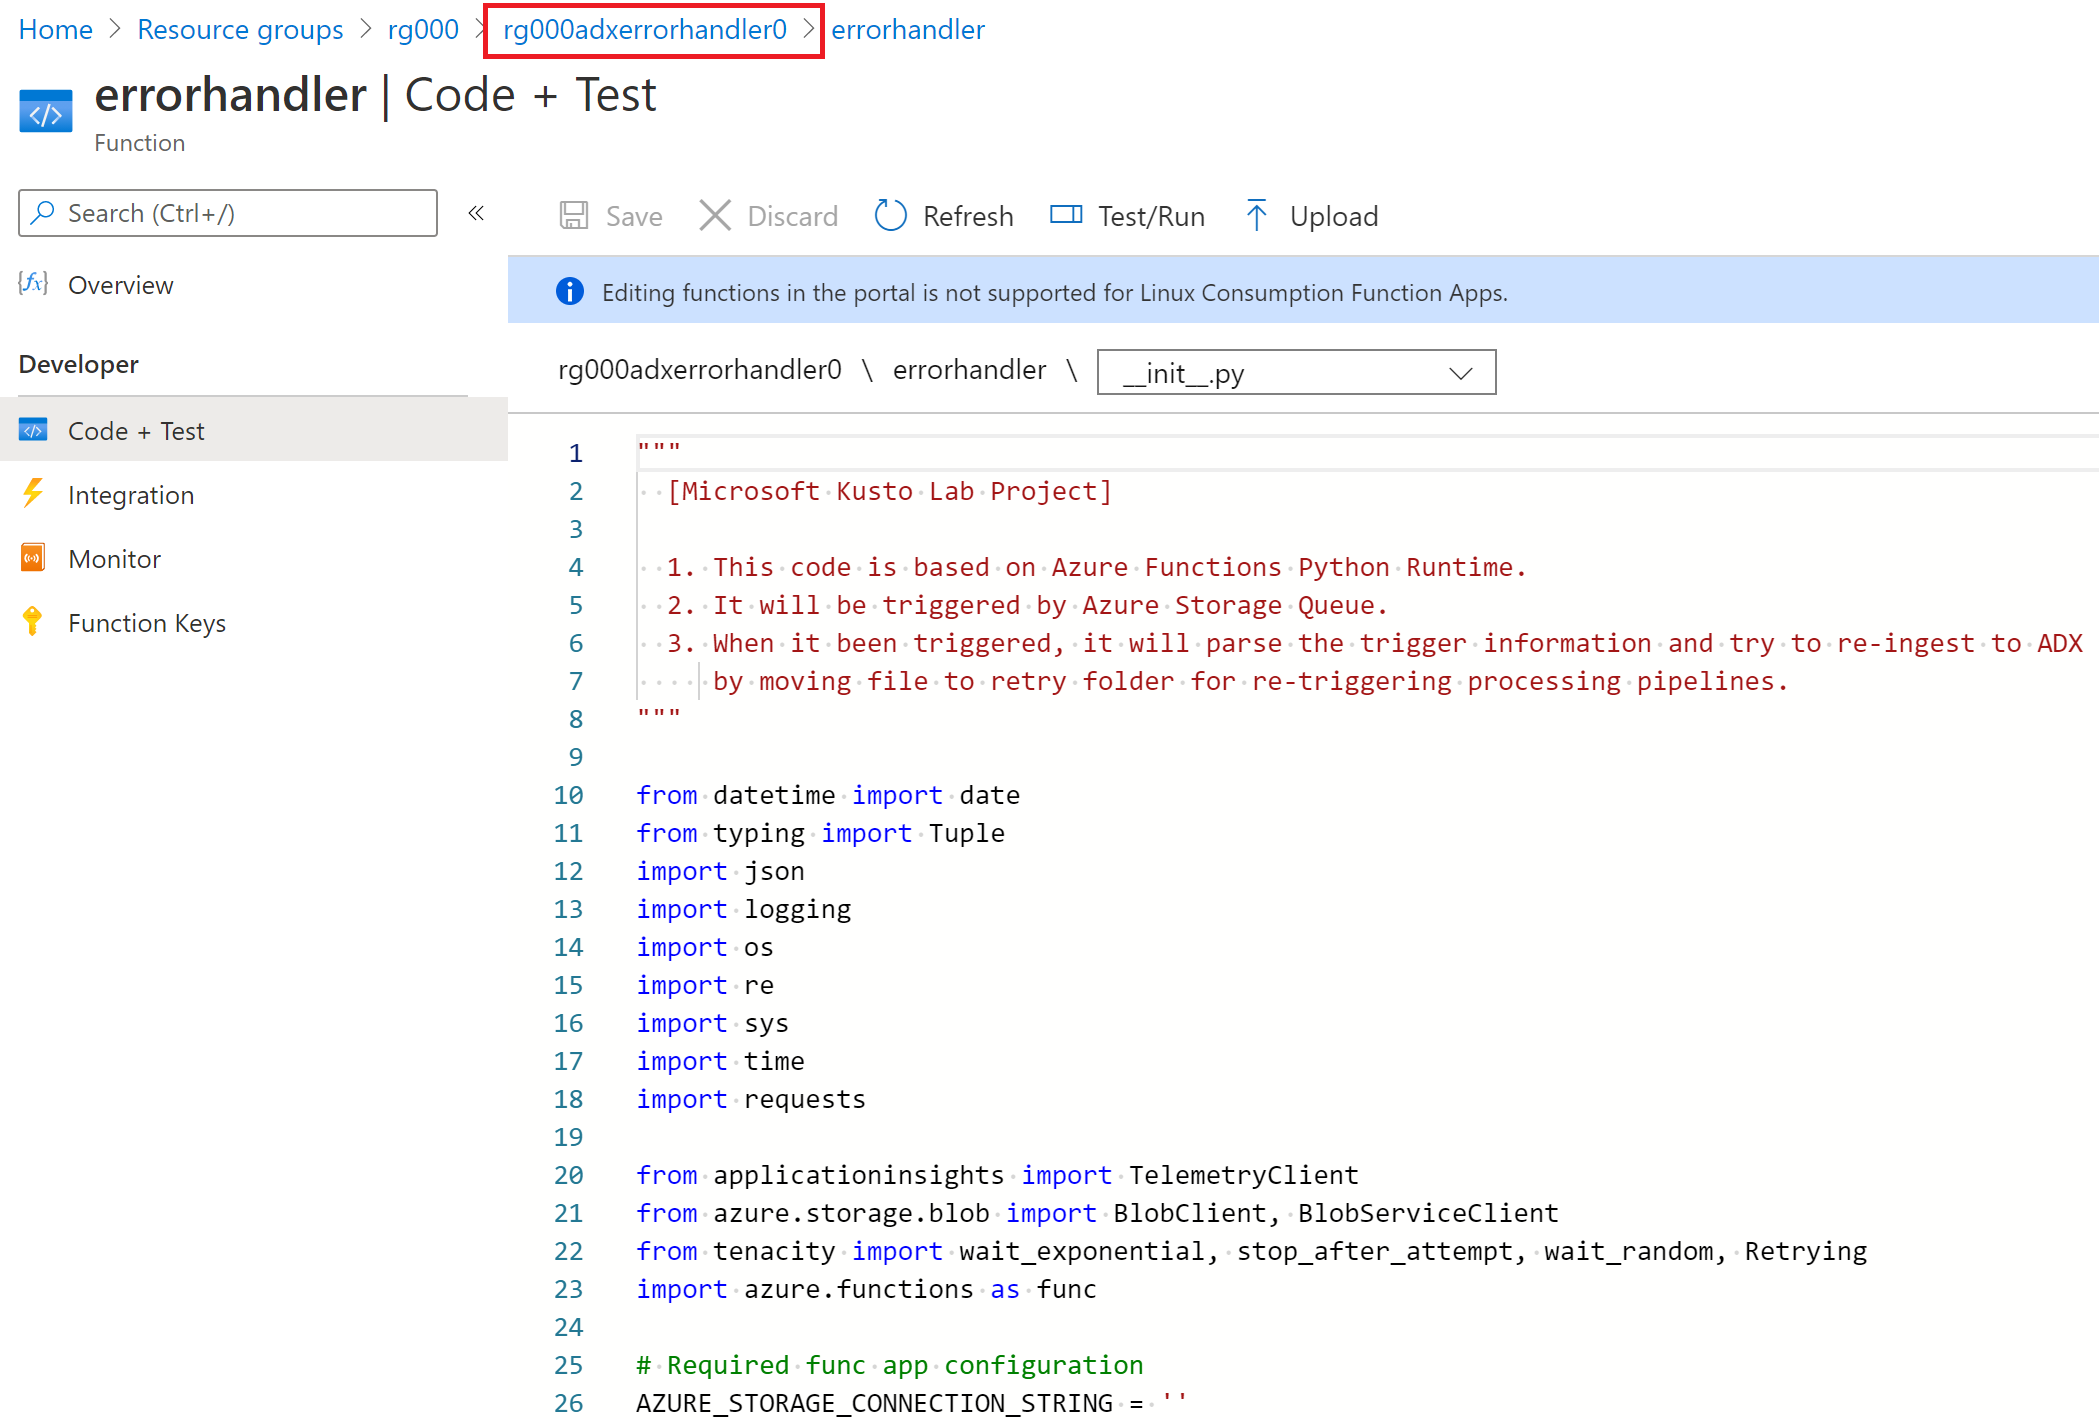 Home > Resource groups > rg000 > rg000adxerrorhandler0 > errorhandler
errorhandler | Code + Test
Function
Search (Ctrl+/)
«
Save
Discard
Refresh
Test/Run
Upload
Overview
Editing functions in the portal is not supported for Linux Consumption Function Apps.
Developer
Code + Test
Integration
Monitor
Function Keys
rg000adxerrorhandler0 \ errorhandler \ __init__.py
1 """
2 [Microsoft Kusto Lab Project]
3
4 1. This code is based on Azure Functions Python Runtime.
5 2. It will be triggered by Azure Storage Queue.
6 3. When it been triggered, it will parse the trigger information and try to re-ingest to ADX
7 by moving file to retry folder for re-triggering processing pipelines.
8 """
9
10 from datetime import date
11 from typing import Tuple
12 import json
13 import logging
14 import os
15 import re
16 import sys
17 import time
18 import requests
19
20 from applicationinsights import TelemetryClient
21 from azure.storage.blob import BlobClient, BlobServiceClient
22 from tenacity import wait_exponential, stop_after_attempt, wait_random, Retrying
23 import azure.functions as func
24
25 # Required func app configuration
26 AZURE_STORAGE_CONNECTION_STRING = ''